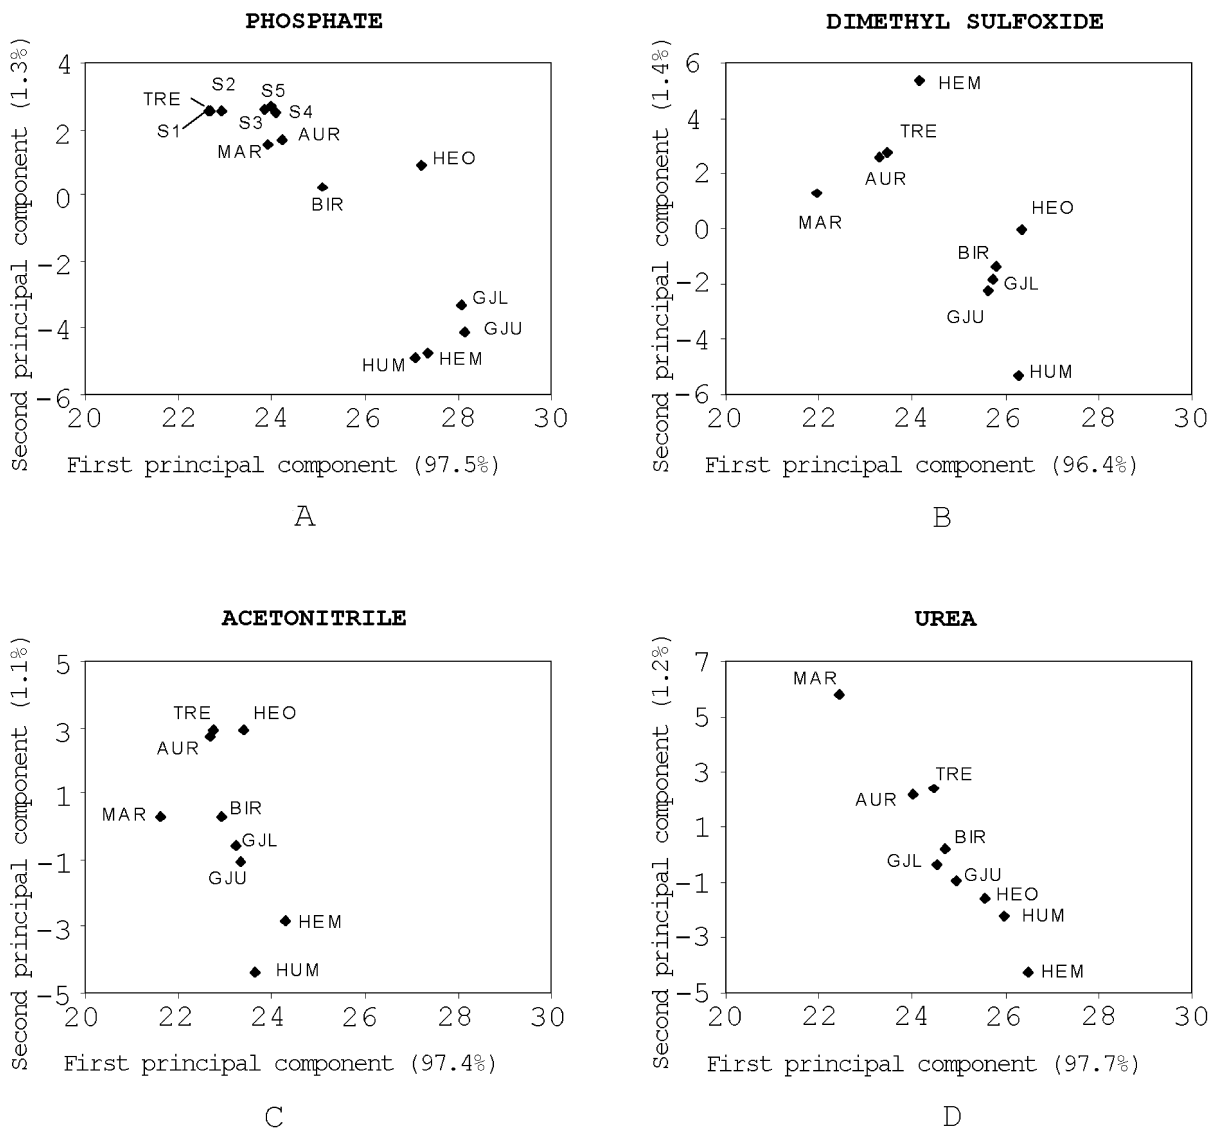 PHOSPHATE
Second principal component (1.3%)
4
2
0
−2
−4
−6
S2
TRE
S1
S5
S3
S4
MAR
AUR
HEO
BIR
GJL
GJU
HUM
HEM
20 22 24 26 28 30
First principal component (97.5%)
A
DIMETHYL SULFOXIDE
Second principal component (1.4%)
6
4
2
0
−2
−4
−6
HEM
TRE
AUR
MAR
HEO
BIR
GJL
GJU
HUM
20 22 24 26 28 30
First principal component (96.4%)
B
ACETONITRILE
Second principal component (1.1%)
5
3
1
−1
−3
−5
TRE
HEO
AUR
MAR
BIR
GJL
GJU
HEM
HUM
20 22 24 26 28 30
First principal component (97.4%)
C
UREA
Second principal component (1.2%)
7
5
3
1
−1
−3
−5
MAR
TRE
AUR
BIR
GJL
GJU
HEO
HUM
HEM
20 22 24 26 28 30
First principal component (97.7%)
D